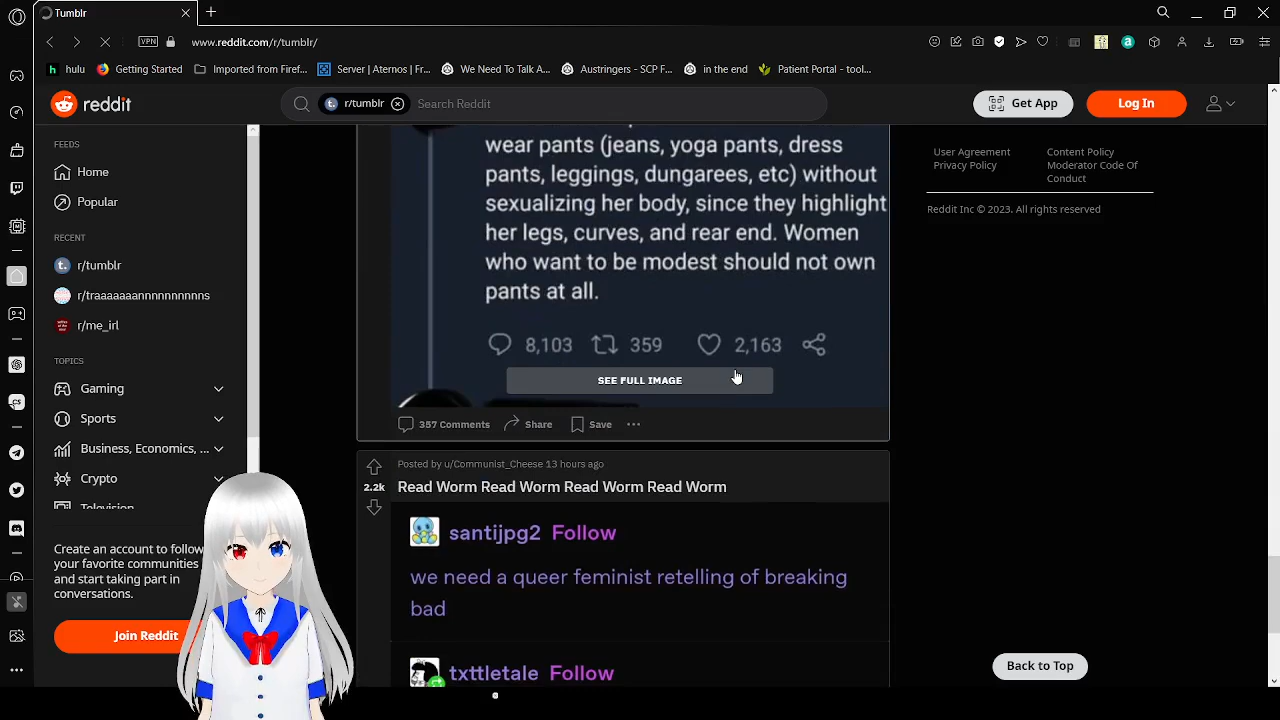 Tumblr
VPN
www.reddit.com/r/tumblr/
hulu
Getting Started
Imported from Firef...
Server | Aternos | Fr...
We Need To Talk A...
Austringers - SCP F...
in the end
Patient Portal - tool...
reddit
r/tumblr
Search Reddit
Get App
Log In
FEEDS
Home
Popular
RECENT
r/tumblr
r/traaaaaaannnnnnnnnns
r/me_irl
TOPICS
Gaming
Sports
Business, Economics, ...
Crypto
Television
Create an account to follow
your favorite communities
and start taking part in
conversations.
Join Reddit
wear pants (jeans, yoga pants, dress
pants, leggings, dungarees, etc) without
sexualizing her body, since they highlight
her legs, curves, and rear end. Women
who want to be modest should not own
pants at all.
8,103
359
2,163
SEE FULL IMAGE
357 Comments
Share
Save
Posted by u/Communist_Cheese 13 hours ago
2.2k
Read Worm Read Worm Read Worm Read Worm
santijpg2 Follow
we need a queer feminist retelling of breaking
bad
txttletale Follow
User Agreement
Privacy Policy
Content Policy
Moderator Code Of
Conduct
Reddit Inc © 2023. All rights reserved
Back to Top